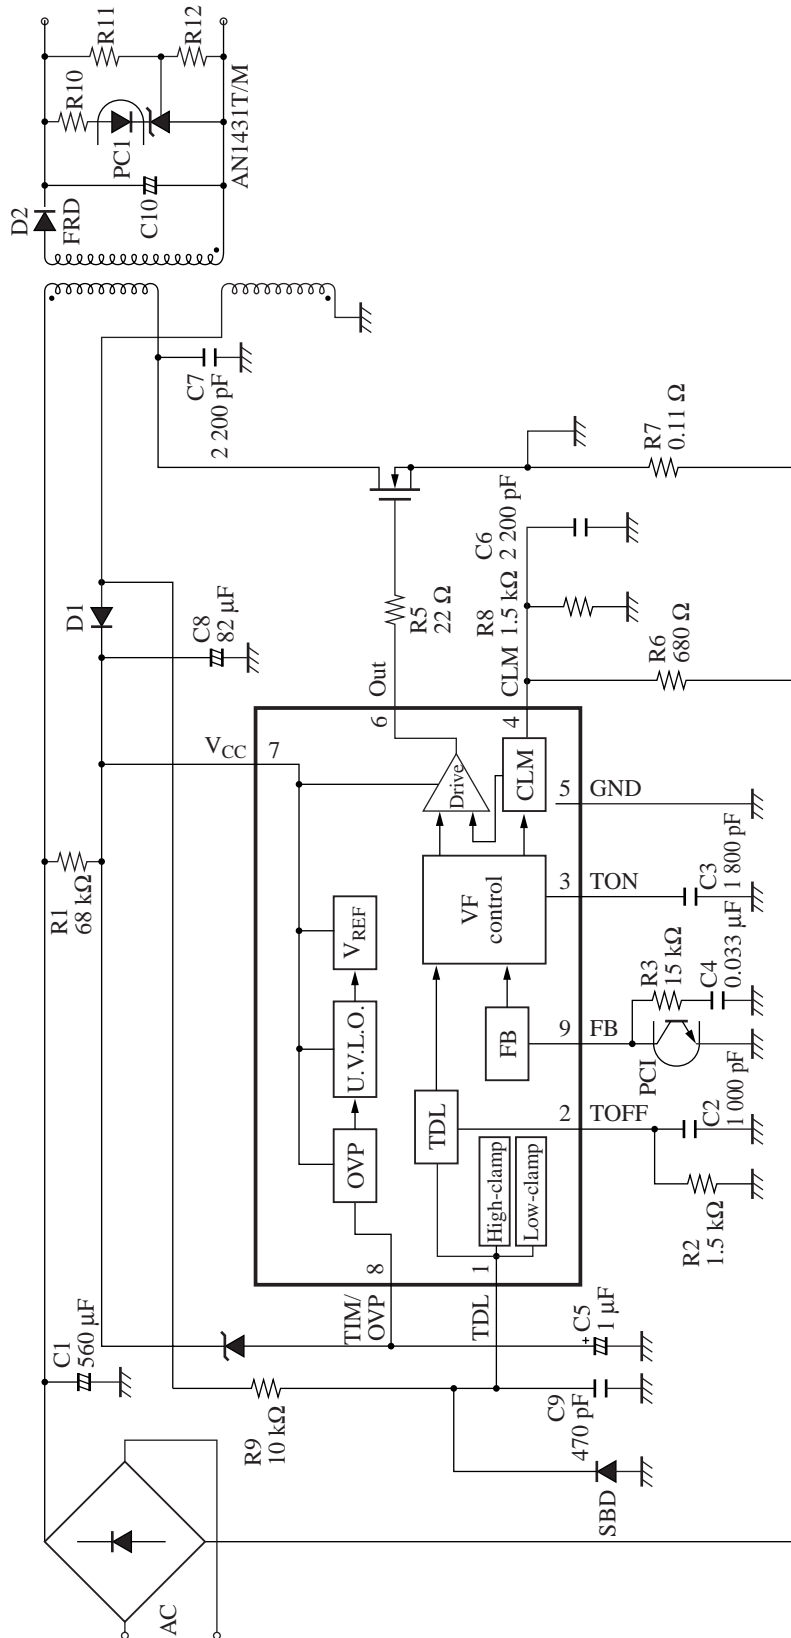 AC
C1
560 µF
R1
68 kΩ
D1
C8
82 µF
C7
2 200 pF
D2
FRD
C10
PC1
R10
R11
R12
AN1431T/M
R9
10 kΩ
SBD
C9
470 pF
TDL
TIM/
OVP
C5
1 µF
+
8
1
VCC
7
OVP
U.V.L.O.
VREF
TDL
High-clamp
Low-clamp
FB
VF
control
Drive
CLM
6
Out
4
CLM
5
GND
3
TON
9
FB
2
TOFF
R5
22 Ω
R8
1.5 kΩ
C6
2 200 pF
R7
0.11 Ω
R6
680 Ω
C3
1 800 pF
R3
15 kΩ
C4
0.033 µF
PCI
C2
1 000 pF
R2
1.5 kΩ